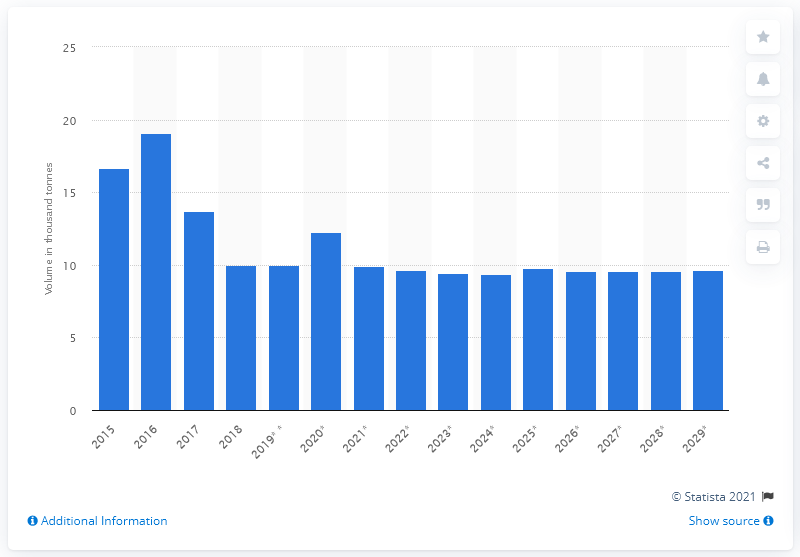 25
20
15
10
5
0
Volume in thousand tonnes
2015 2016 2017 2018 2019* * 2020* 2021* 2022* 2023* 2024* 2025* 2026* 2027* 2028* 2029*
© Statista 2021
Additional Information
Show source